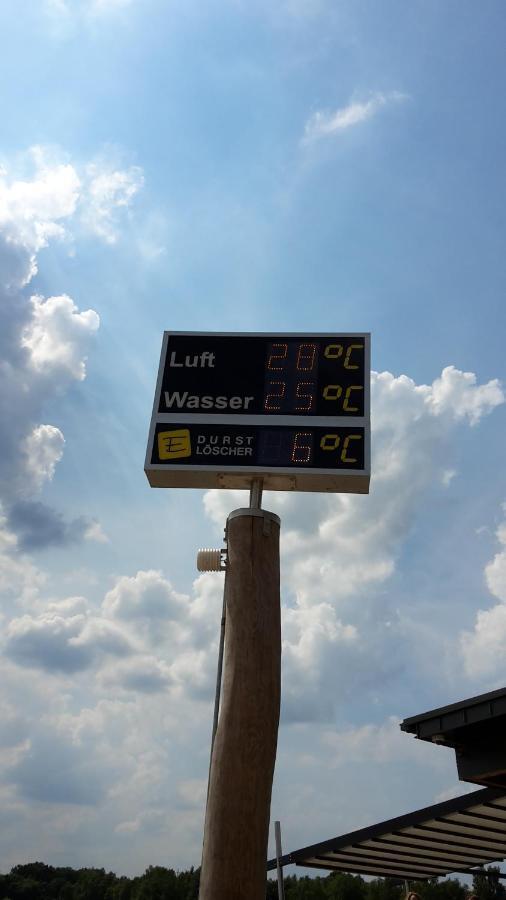 Luft 28 °C
Wasser 25 °C
E DURST 6 °C
LÖSCHER